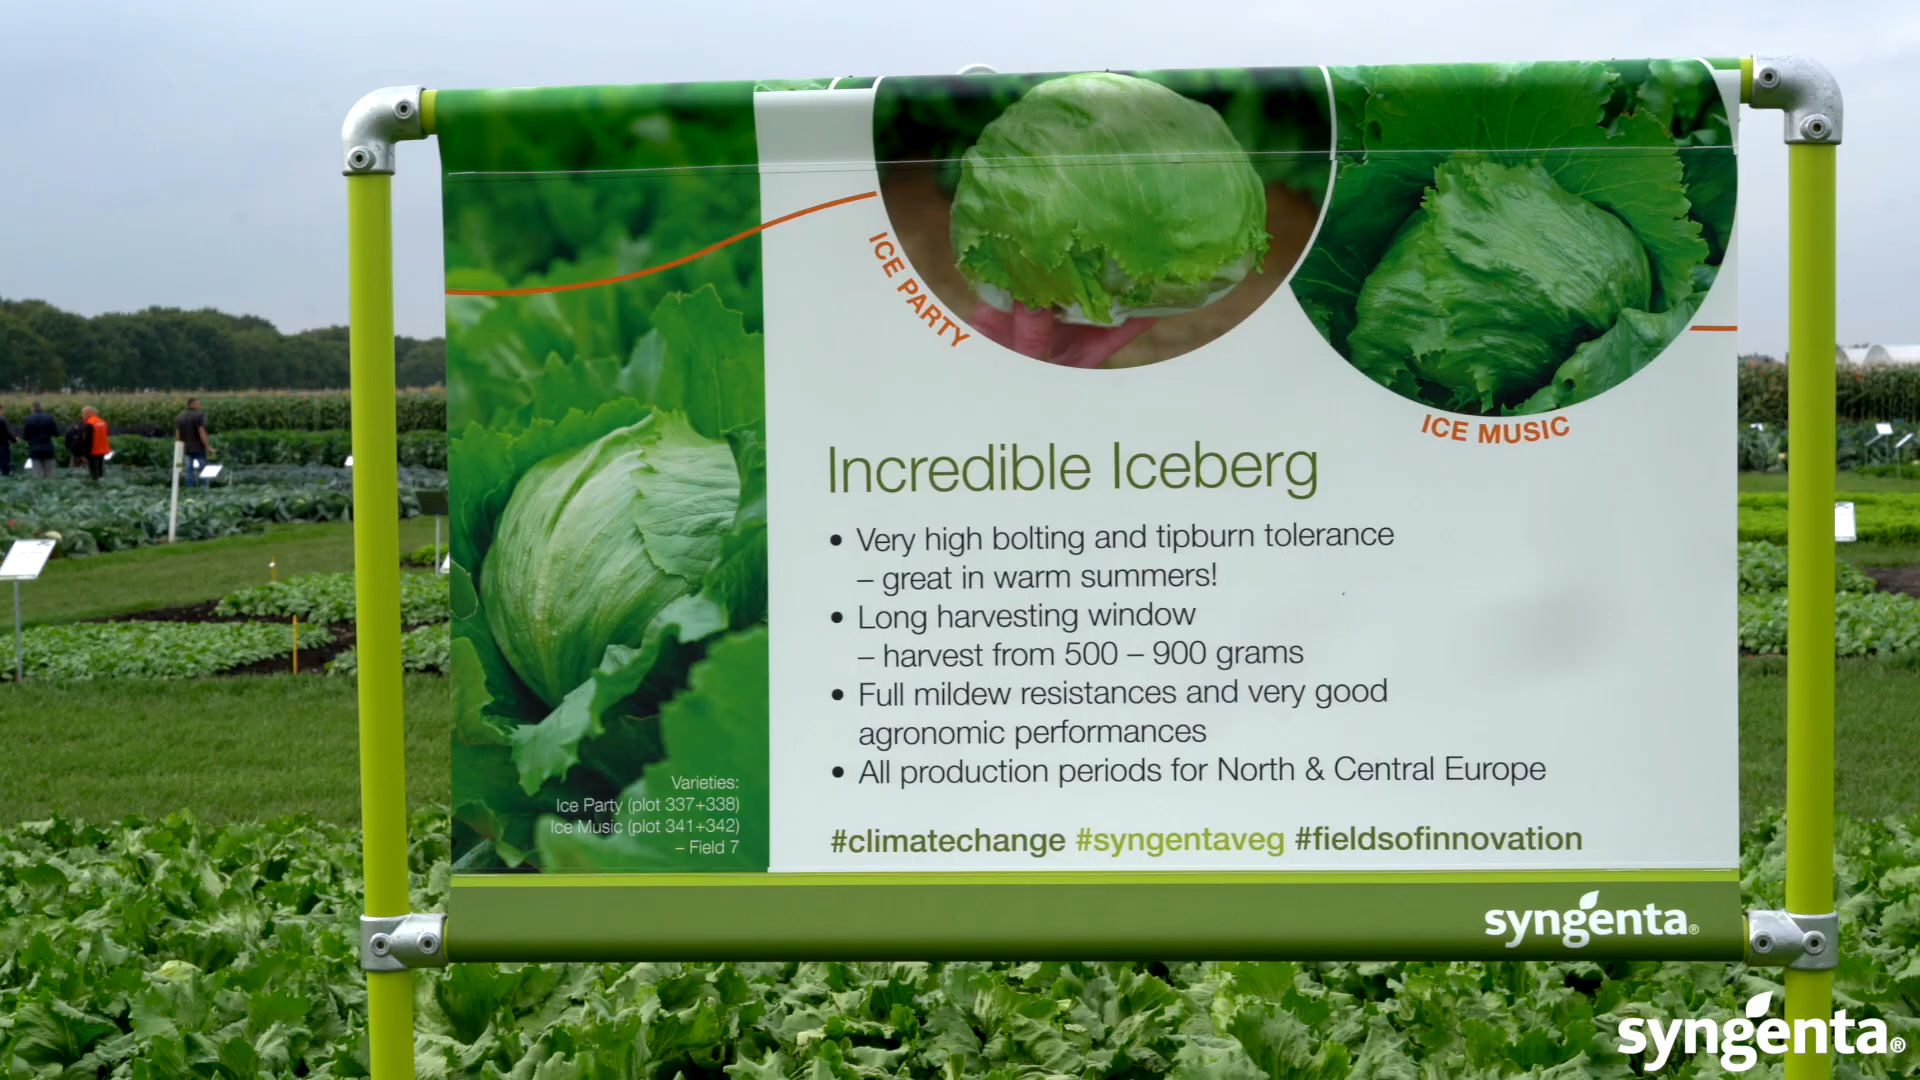 ICE PARTY
ICE MUSIC
Incredible Iceberg
• Very high bolting and tipburn tolerance
– great in warm summers!
• Long harvesting window
– harvest from 500 – 900 grams
• Full mildew resistances and very good
agronomic performances
• All production periods for North & Central Europe
Varieties:
Ice Party (plot 337+338)
Ice Music (plot 341+342)
– Field 7
#climatechange #syngentaveg #fieldsofinnovation
syngenta®
syngenta®